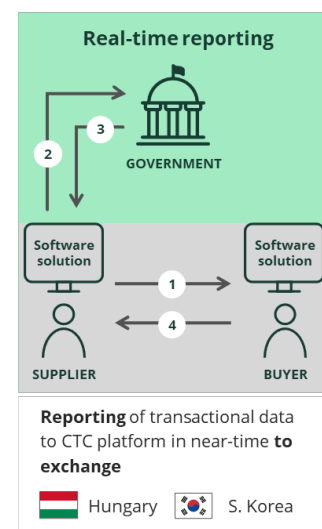 Real-time reporting
3
2
GOVERNMENT
Software
solution
Software
solution
1
4
SUPPLIER
BUYER
Reporting of transactional data
to CTC platform in near-time to
exchange
Hungary
S. Korea